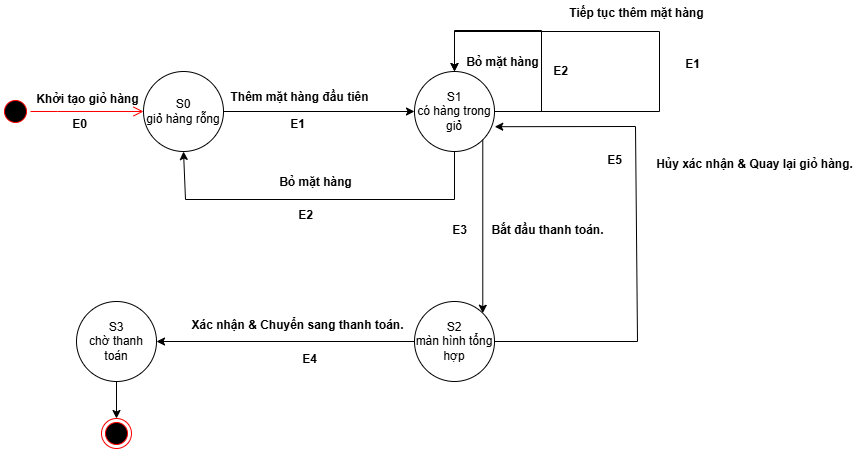 Tiếp tục thêm mặt hàng
Bỏ mặt hàng
E2
E1
Khởi tạo giỏ hàng
E0
S0
giỏ hàng rỗng
Thêm mặt hàng đầu tiên
E1
S1
có hàng trong
giỏ
E5
Hủy xác nhận & Quay lại giỏ hàng.
Bỏ mặt hàng
E2
E3
Bắt đầu thanh toán.
S3
chờ thanh
toán
Xác nhận & Chuyển sang thanh toán.
E4
S2
màn hình tổng
hợp